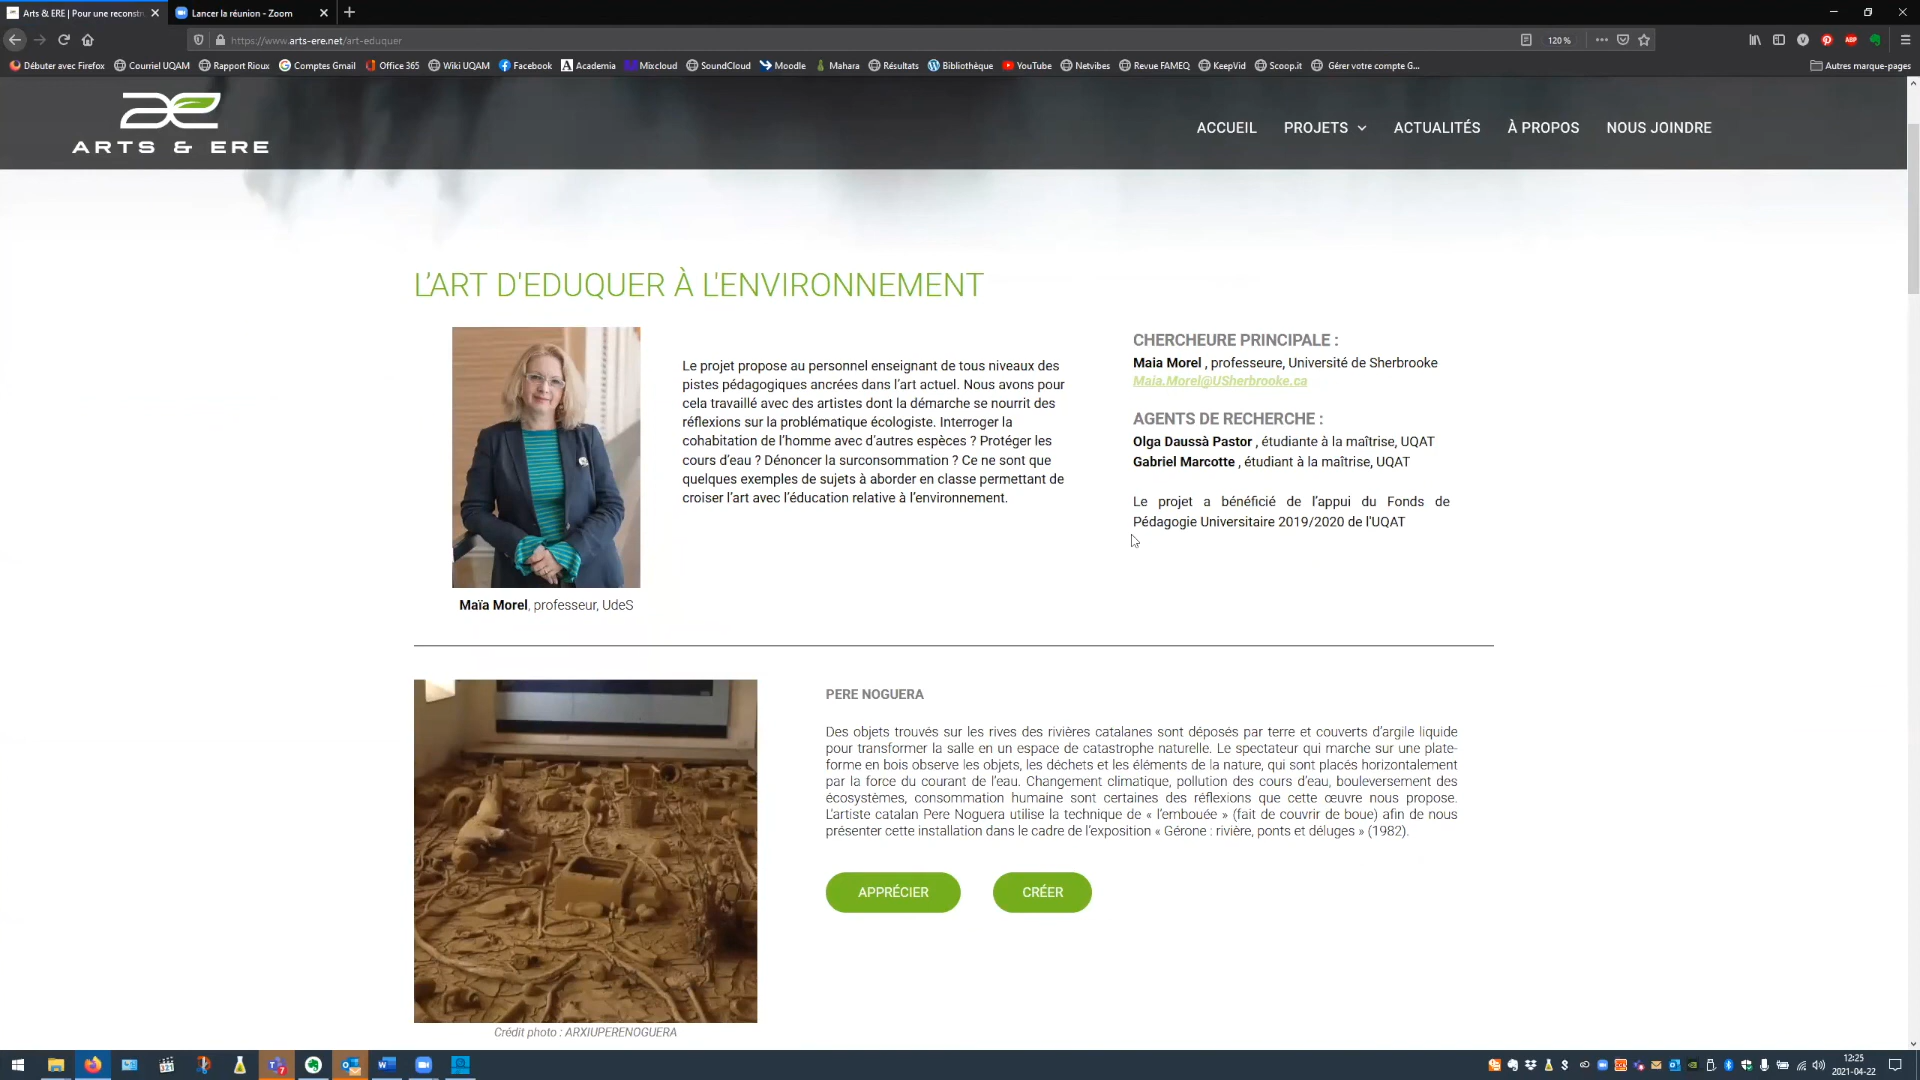 Arts & ERE | Pour une reconstr
Lancer la réunion - Zoom
https://www.arts-ere.net/art-eduquer
120 %
Débuter avec Firefox
Courriel UQAM
Rapport Rioux
Comptes Gmail
Office 365
Wiki UQAM
Facebook
Academia
Mixcloud
SoundCloud
Moodle
Mahara
Résultats
Bibliothèque
YouTube
Netvibes
Revue FAMEQ
KeepVid
Scoop.it
Gérer votre compte G...
Autres marque-pages
ARTS & ERE
ACCUEIL
PROJETS
ACTUALITÉS
À PROPOS
NOUS JOINDRE
L'ART D'EDUQUER À L'ENVIRONNEMENT
Le projet propose au personnel enseignant de tous niveaux des
pistes pédagogiques ancrées dans l'art actuel. Nous avons pour
cela travaillé avec des artistes dont la démarche se nourrit des
réflexions sur la problématique écologiste. Interroger la
cohabitation de l'homme avec d'autres espèces ? Protéger les
cours d'eau ? Dénoncer la surconsommation ? Ce ne sont que
quelques exemples de sujets à aborder en classe permettant de
croiser l'art avec l'éducation relative à l'environnement.
CHERCHEURE PRINCIPALE :
Maia Morel , professeure, Université de Sherbrooke
Maia.Morel@USherbrooke.ca
AGENTS DE RECHERCHE :
Olga Daussà Pastor , étudiante à la maîtrise, UQAT
Gabriel Marcotte , étudiant à la maîtrise, UQAT
Le projet a bénéficié de l'appui du Fonds de
Pédagogie Universitaire 2019/2020 de l'UQAT
Maïa Morel, professeur, UdeS
PERE NOGUERA
Des objets trouvés sur les rives des rivières catalanes sont déposés par terre et couverts d'argile liquide
pour transformer la salle en un espace de catastrophe naturelle. Le spectateur qui marche sur une plate-
forme en bois observe les objets, les déchets et les éléments de la nature, qui sont placés horizontalement
par la force du courant de l'eau. Changement climatique, pollution des cours d'eau, bouleversement des
écosystèmes, consommation humaine sont certaines des réflexions que cette œuvre nous propose.
L'artiste catalan Pere Noguera utilise la technique de « l'embouée » (fait de couvrir de boue) afin de nous
présenter cette installation dans le cadre de l'exposition « Gérone : rivière, ponts et déluges » (1982).
APPRÉCIER
CRÉER
Crédit photo : ARXIUPERENOGUERA
12:25
2021-04-22